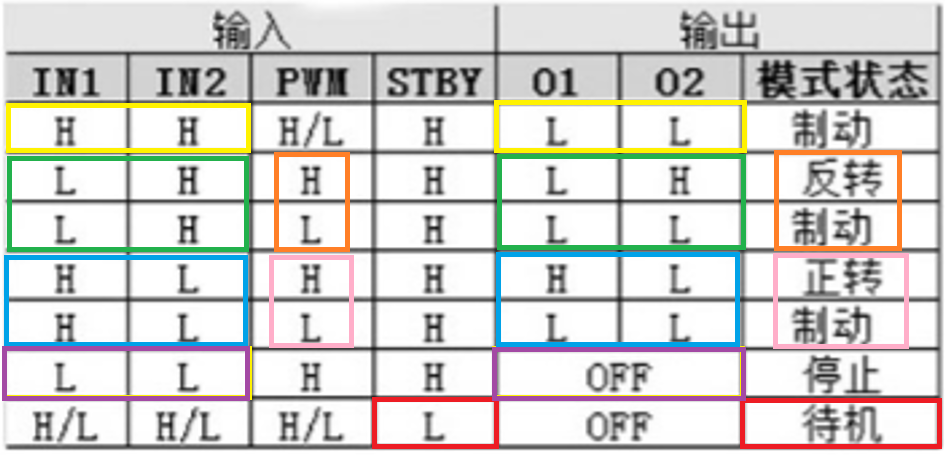 输入 输出
IN1 IN2 PWM STBY O1 O2 模式状态
H H H/L H L L 制动
L H H H L H 反转
L H L H L L 制动
H L H H H L 正转
H L L H L L 制动
L L H H OFF 停止
H/L H/L H/L L OFF 待机